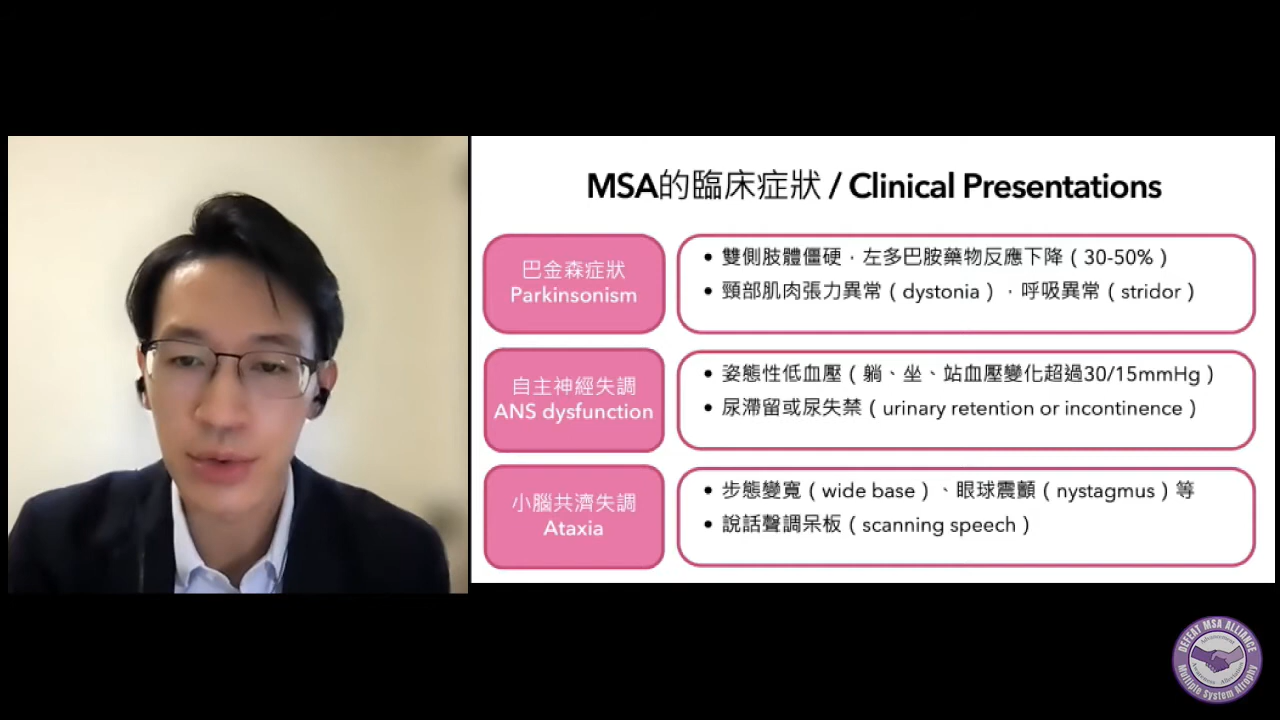 MSA的臨床症狀 / Clinical Presentations
巴金森症狀
Parkinsonism
• 雙側肢體僵硬，左多巴胺藥物反應下降（30-50%）
• 頸部肌肉張力異常（dystonia），呼吸異常（stridor）
自主神經失調
ANS dysfunction
• 姿態性低血壓（躺、坐、站血壓變化超過30/15mmHg）
• 尿滯留或尿失禁（urinary retention or incontinence）
小腦共濟失調
Ataxia
• 步態變寬（wide base）、眼球震顫（nystagmus）等
• 說話聲調呆板（scanning speech）
DEFEAT MSA ALLIANCE
Multiple System Atrophy